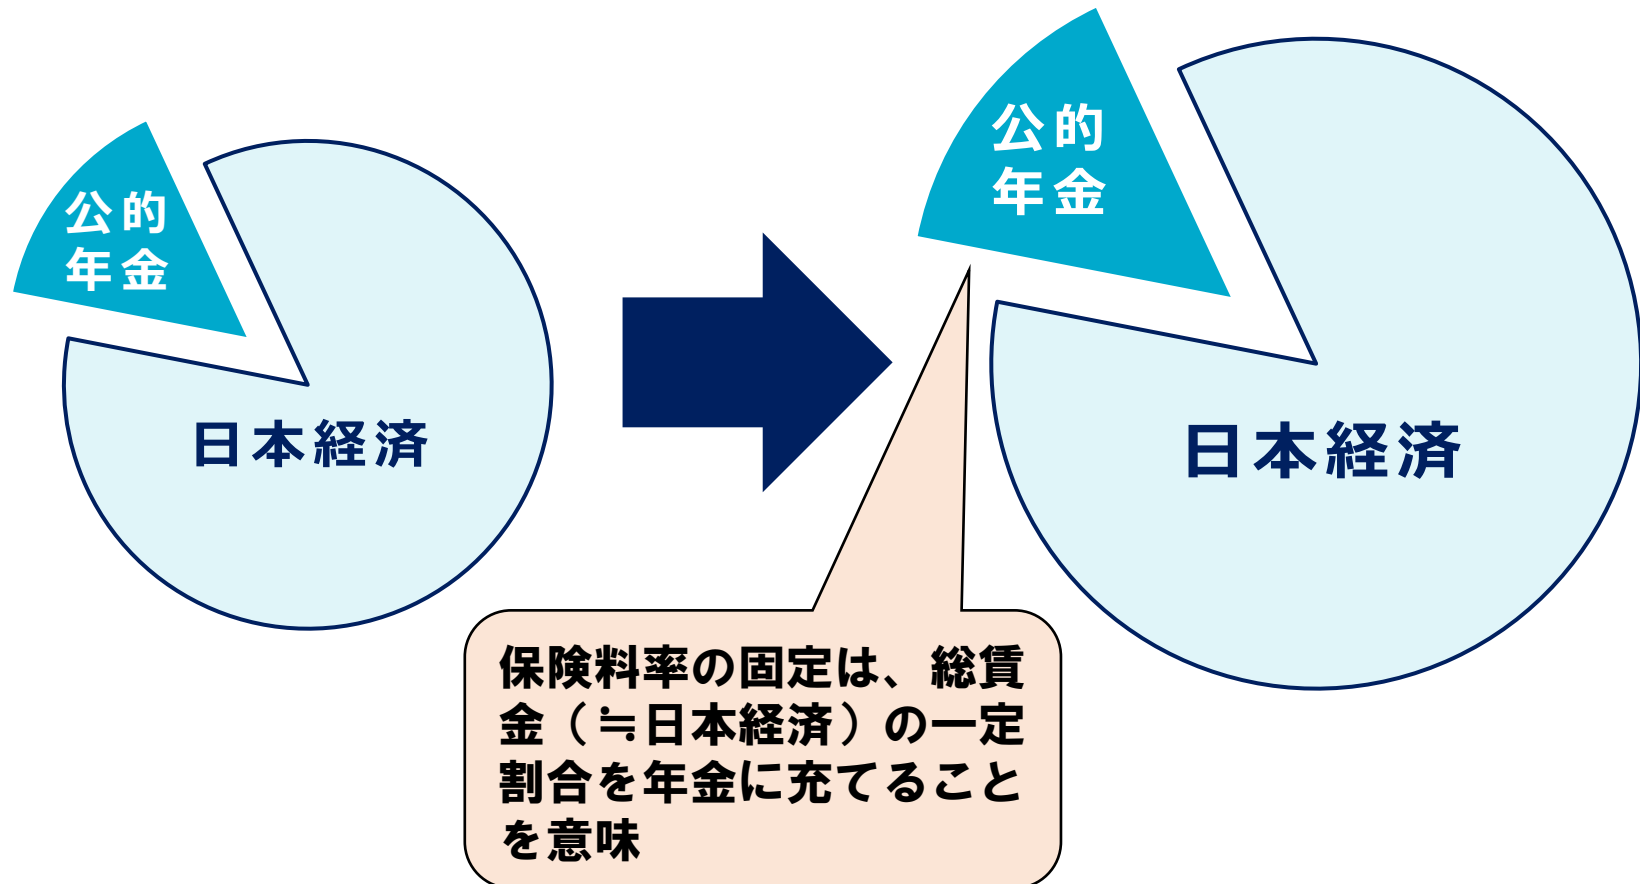 公的
年金
日本経済
公的
年金
日本経済
保険料率の固定は、総賃
金（≒日本経済）の一定
割合を年金に充てること
を意味